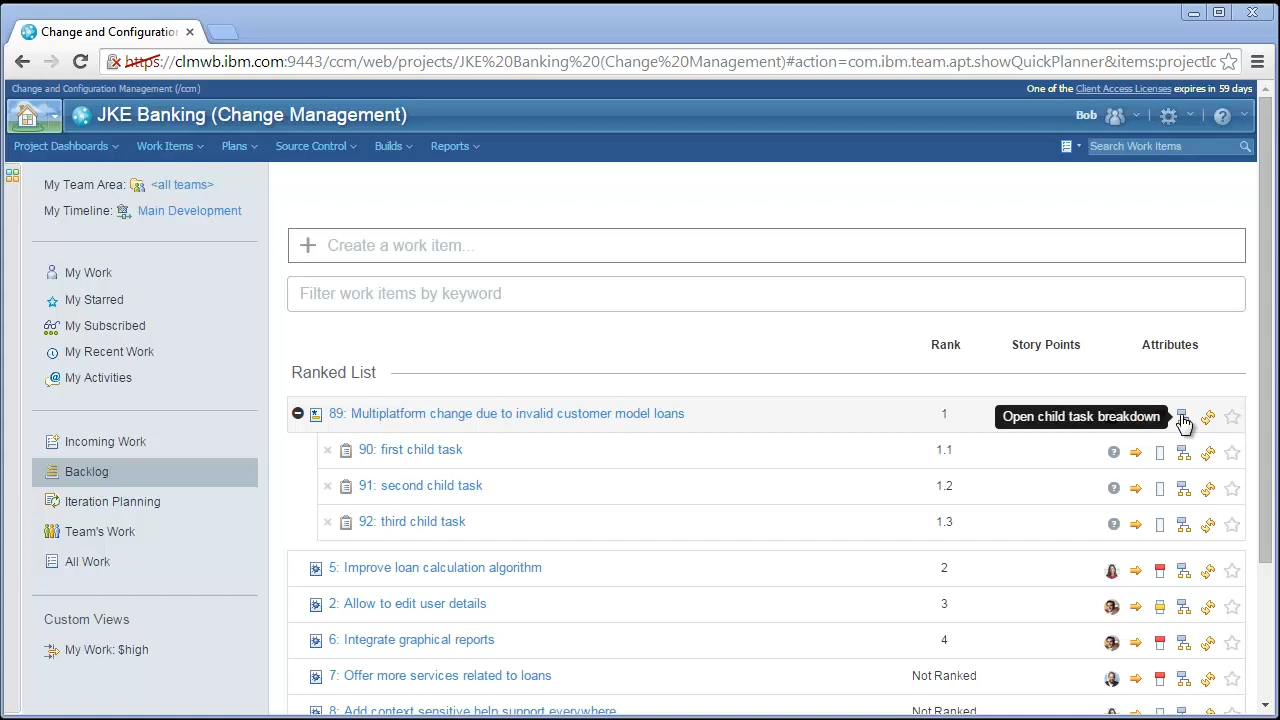 Change and Configuration
https://clmwb.ibm.com:9443/ccm/web/projects/JKE%20Banking%20(Change%20Management)#action=com.ibm.team.apt.showQuickPlanner&items:projectIc
Change and Configuration Management (/ccm)
One of the Client Access Licenses expires in 59 days
JKE Banking (Change Management)
Bob
Project Dashboards Work Items Plans Source Control Builds Reports
Search Work Items
My Team Area: <all teams>
My Timeline: Main Development
My Work
My Starred
My Subscribed
My Recent Work
My Activities
Incoming Work
Backlog
Iteration Planning
Team's Work
All Work
Custom Views
My Work: $high
Create a work item...
Filter work items by keyword
Rank Story Points Attributes
Ranked List
89: Multiplatform change due to invalid customer model loans 1
Open child task breakdown
90: first child task 1.1
91: second child task 1.2
92: third child task 1.3
5: Improve loan calculation algorithm 2
2: Allow to edit user details 3
6: Integrate graphical reports 4
7: Offer more services related to loans Not Ranked
8: Add context sensitive help support everywhere Not Ranked